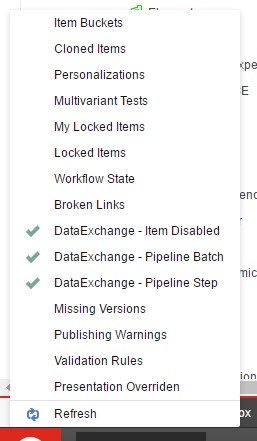 Item Buckets
Cloned Items
Personalizations
Multivariant Tests
My Locked Items
Locked Items
Workflow State
Broken Links
DataExchange - Item Disabled
DataExchange - Pipeline Batch
DataExchange - Pipeline Step
Missing Versions
Publishing Warnings
Validation Rules
Presentation Overriden
Refresh